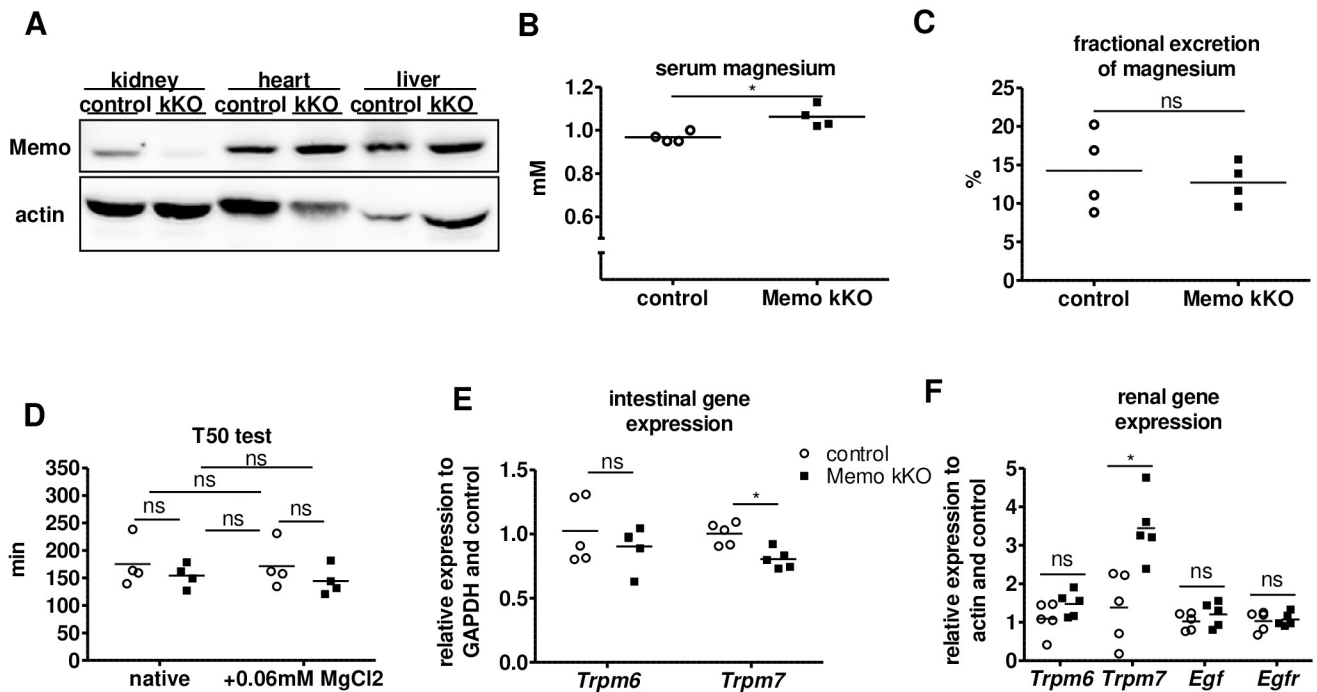 A
kidney heart liver
control kKO control kKO control kKO
Memo
actin
B
serum magnesium
*
1.2
1.0
0.8
0.6
mM
control Memo kKO
C
fractional excretion
of magnesium
ns
25
20
15
10
5
0
%
control Memo kKO
D
T50 test
ns
ns
ns ns ns
350
300
250
200
150
100
50
0
min
native +0.06mM MgCl2
E
intestinal gene
expression
control
Memo kKO
ns
*
1.5
1.0
0.5
0.0
relative expression to
GAPDH and control
Trpm6 Trpm7
F
renal gene
expression
*
ns ns ns
5
4
3
2
1
0
relative expression to
actin and control
Trpm6 Trpm7 Egf Egfr